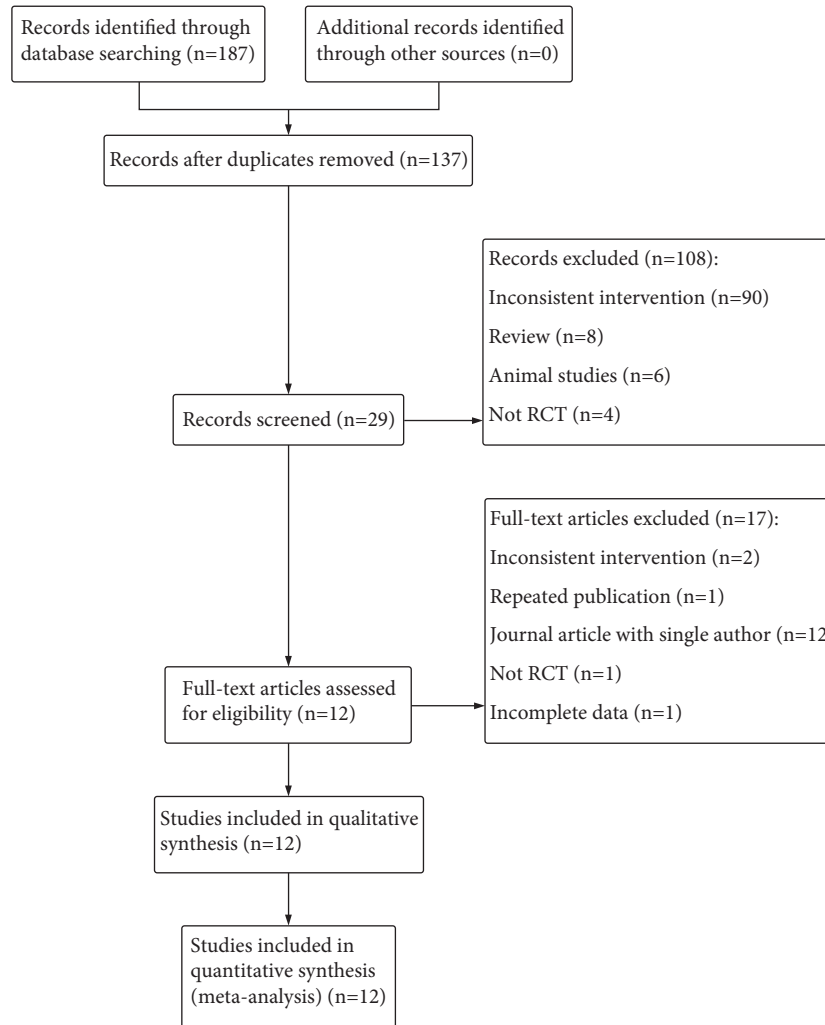 Records identified through
database searching (n=187)
Additional records identified
through other sources (n=0)
Records after duplicates removed (n=137)
Records excluded (n=108):
Inconsistent intervention (n=90)
Review (n=8)
Animal studies (n=6)
Not RCT (n=4)
Records screened (n=29)
Full-text articles excluded (n=17):
Inconsistent intervention (n=2)
Repeated publication (n=1)
Journal article with single author (n=12
Not RCT (n=1)
Incomplete data (n=1)
Full-text articles assessed
for eligibility (n=12)
Studies included in qualitative
synthesis (n=12)
Studies included in
quantitative synthesis
(meta-analysis) (n=12)